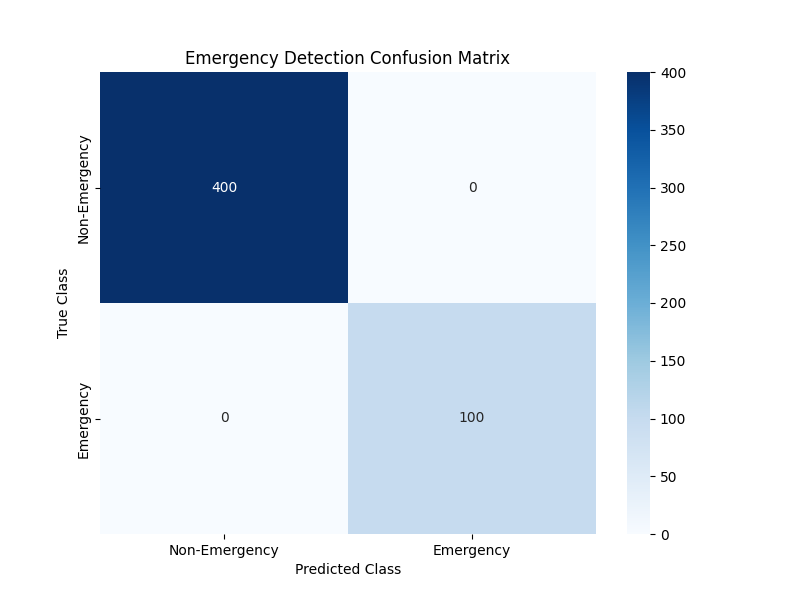 Emergency Detection Confusion Matrix
Non-Emergency
Emergency
True Class
400
0
0
100
Non-Emergency
Emergency
Predicted Class
400
350
300
250
200
150
100
50
0